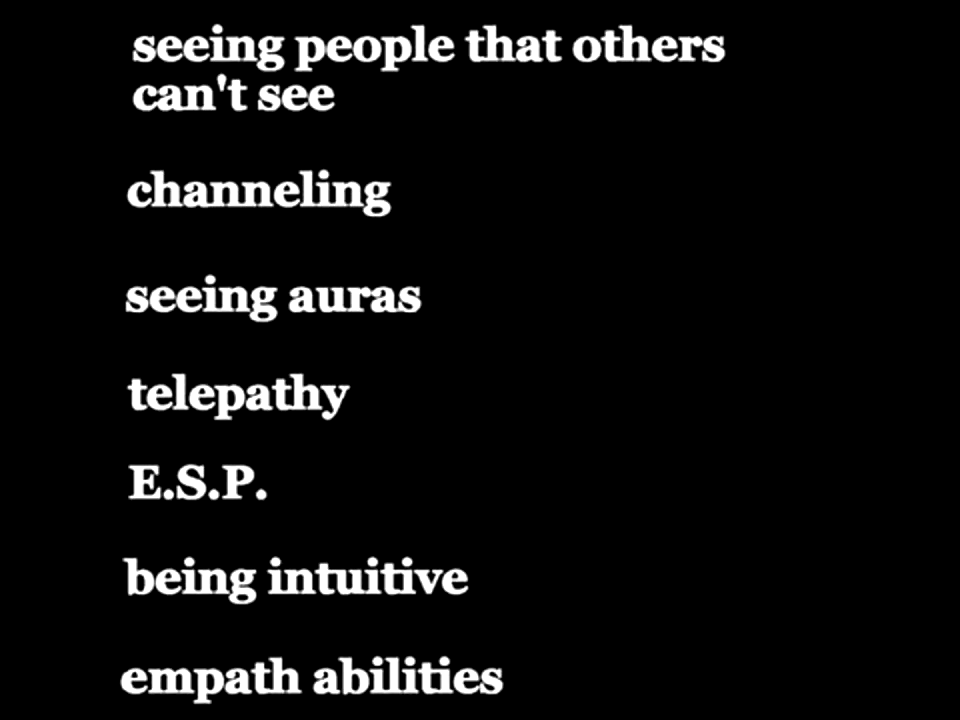 seeing people that others
can't see
channeling
seeing auras
telepathy
E.S.P.
being intuitive
empath abilities